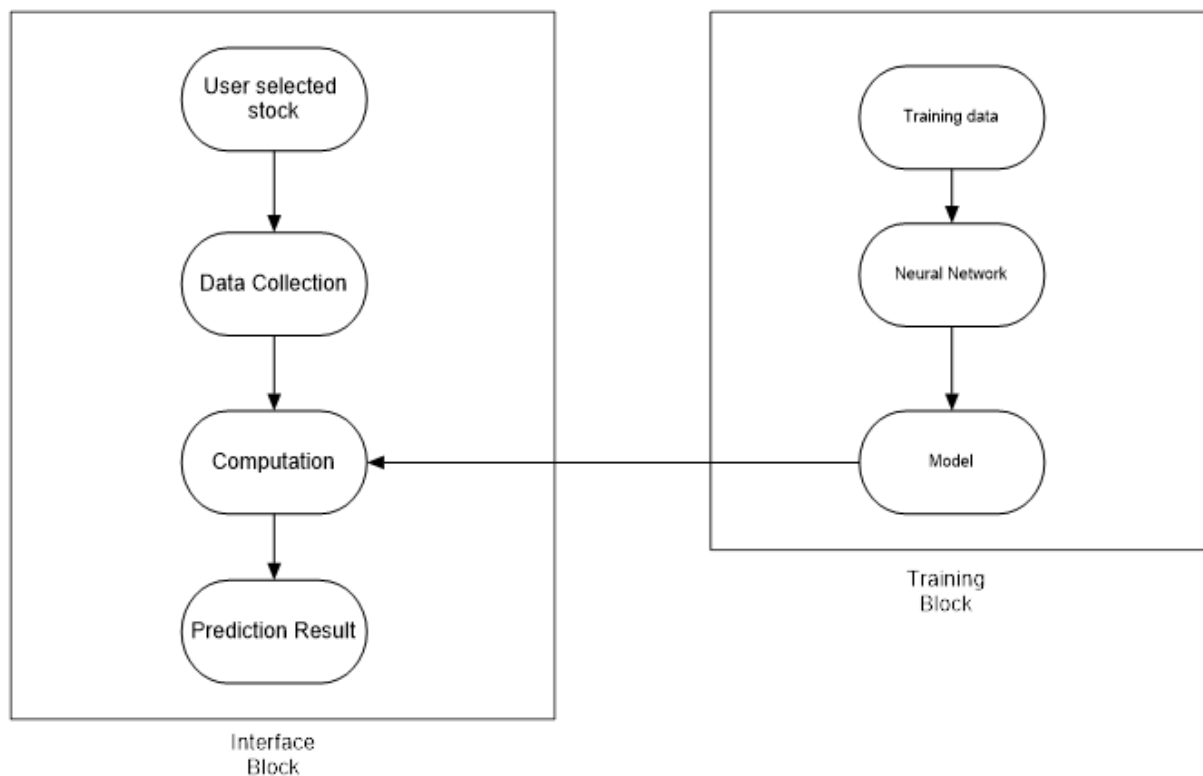 User selected
stock
Data Collection
Computation
Prediction Result
Interface
Block
Training data
Neural Network
Model
Training
Block